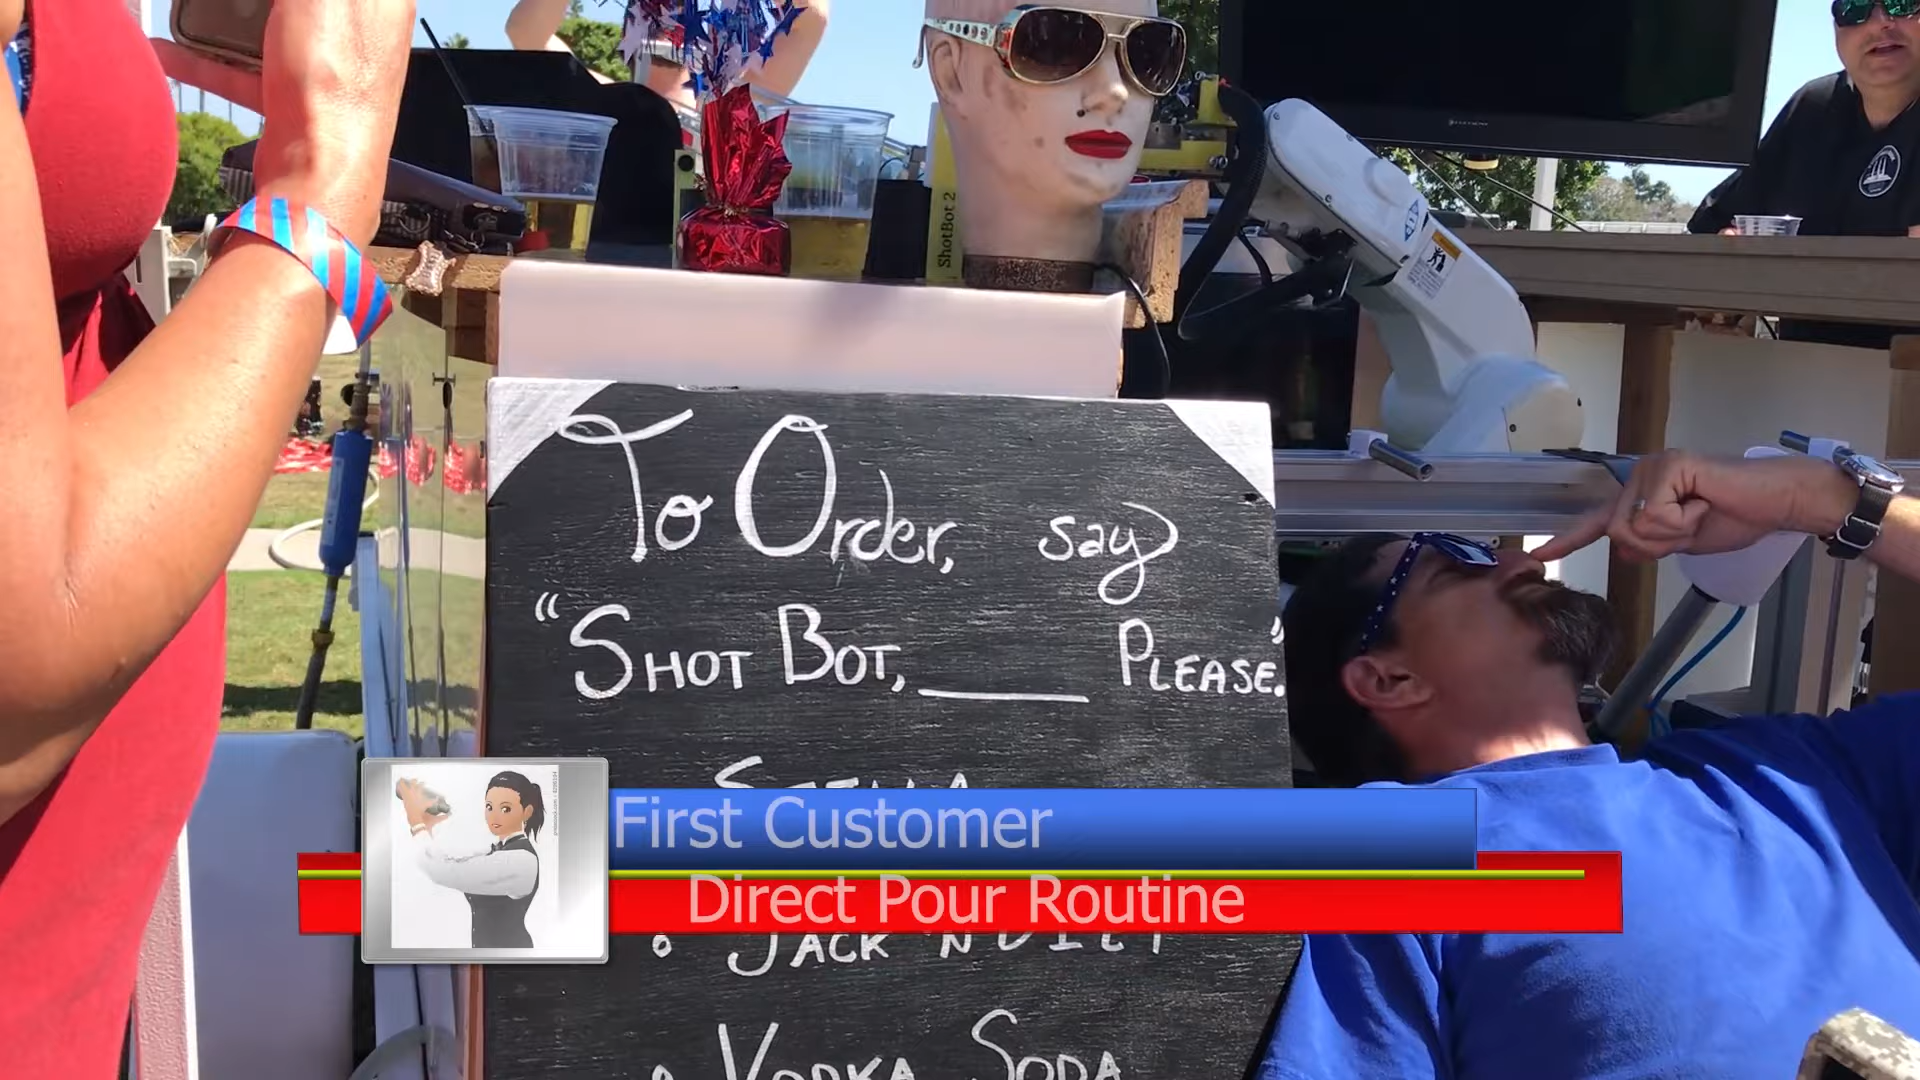 ShotBot 2
To Order, say
"SHOT BOT, ____ PLEASE."
First Customer
Direct Pour Routine
JACK 'N
VODKA SODA